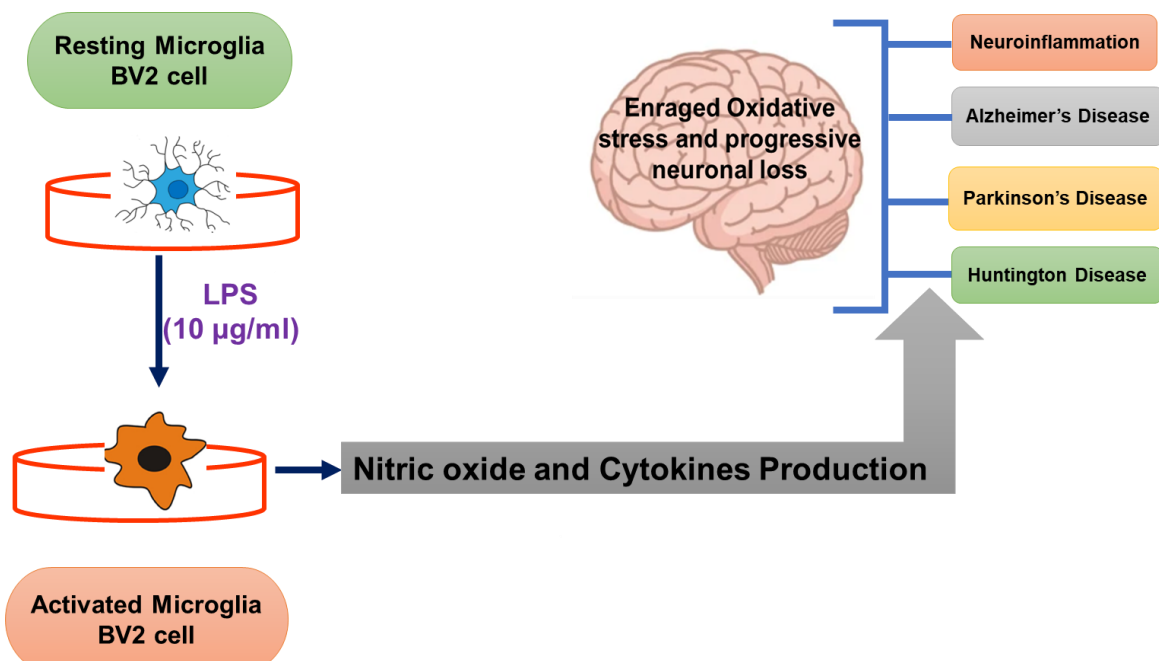 Resting Microglia
BV2 cell
LPS
(10 µg/ml)
Activated Microglia
BV2 cell
Nitric oxide and Cytokines Production
Enraged Oxidative
stress and progressive
neuronal loss
Neuroinflammation
Alzheimer’s Disease
Parkinson’s Disease
Huntington Disease